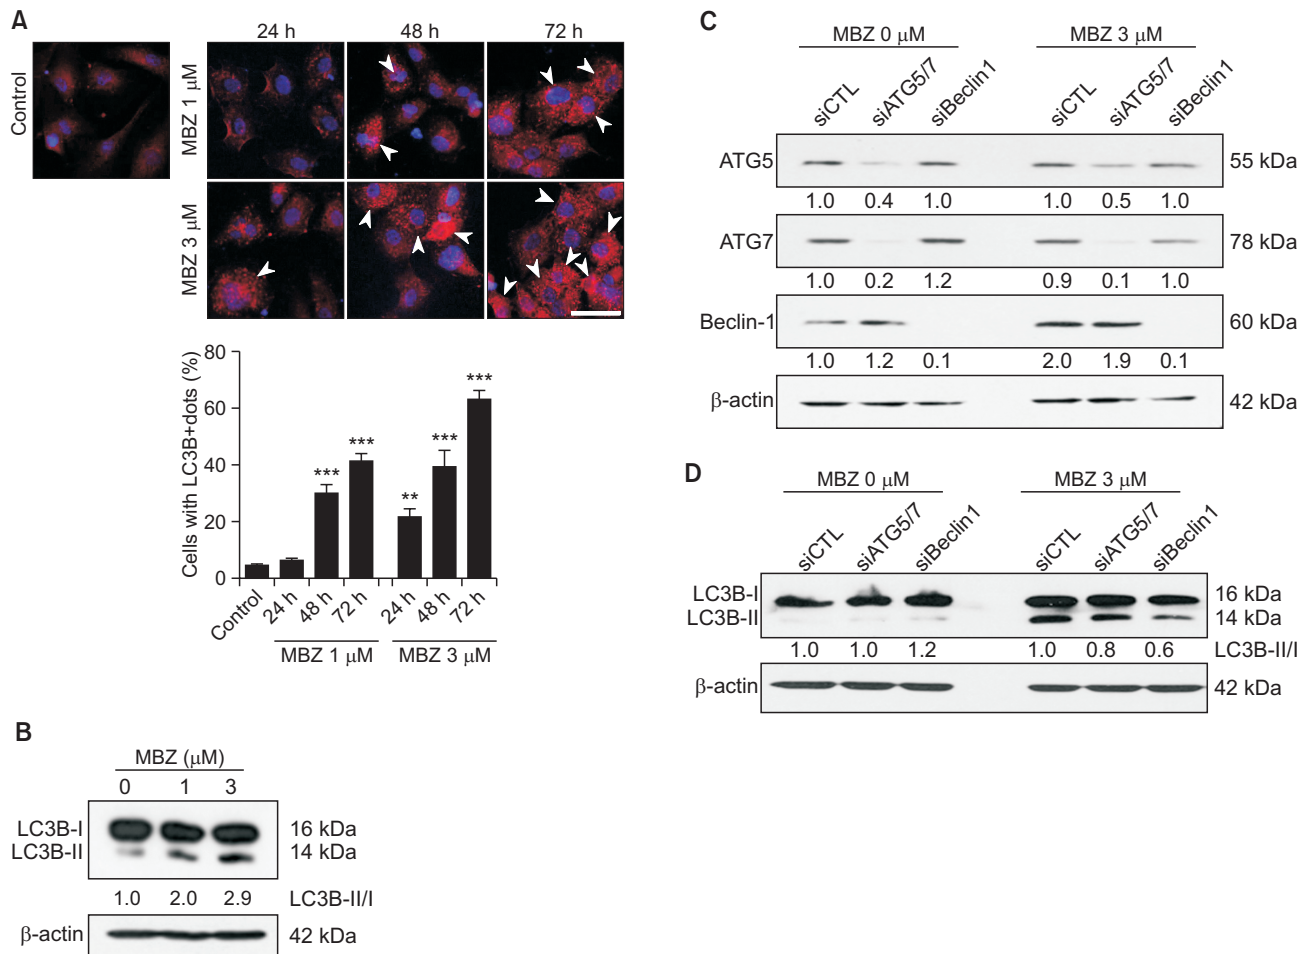 A
24 h 48 h 72 h
Control
MBZ 1 μM
MBZ 3 μM
Cells with LC3B+dots (%)
80
60
40
20
0
*** *** ** *** ***
Control 24 h 48 h 72 h 24 h 48 h 72 h
MBZ 1 μM MBZ 3 μM
B
MBZ (μM)
0 1 3
LC3B-I 16 kDa
LC3B-II 14 kDa
1.0 2.0 2.9 LC3B-II/I
β-actin 42 kDa
C
MBZ 0 μM MBZ 3 μM
siCTL siATG5/7 siBeclin1 siCTL siATG5/7 siBeclin1
ATG5 55 kDa
1.0 0.4 1.0 1.0 0.5 1.0
ATG7 78 kDa
1.0 0.2 1.2 0.9 0.1 1.0
Beclin-1 60 kDa
1.0 1.2 0.1 2.0 1.9 0.1
β-actin 42 kDa
D
MBZ 0 μM MBZ 3 μM
siCTL siATG5/7 siBeclin1 siCTL siATG5/7 siBeclin1
LC3B-I 16 kDa
LC3B-II 14 kDa
1.0 1.0 1.2 1.0 0.8 0.6 LC3B-II/I
β-actin 42 kDa